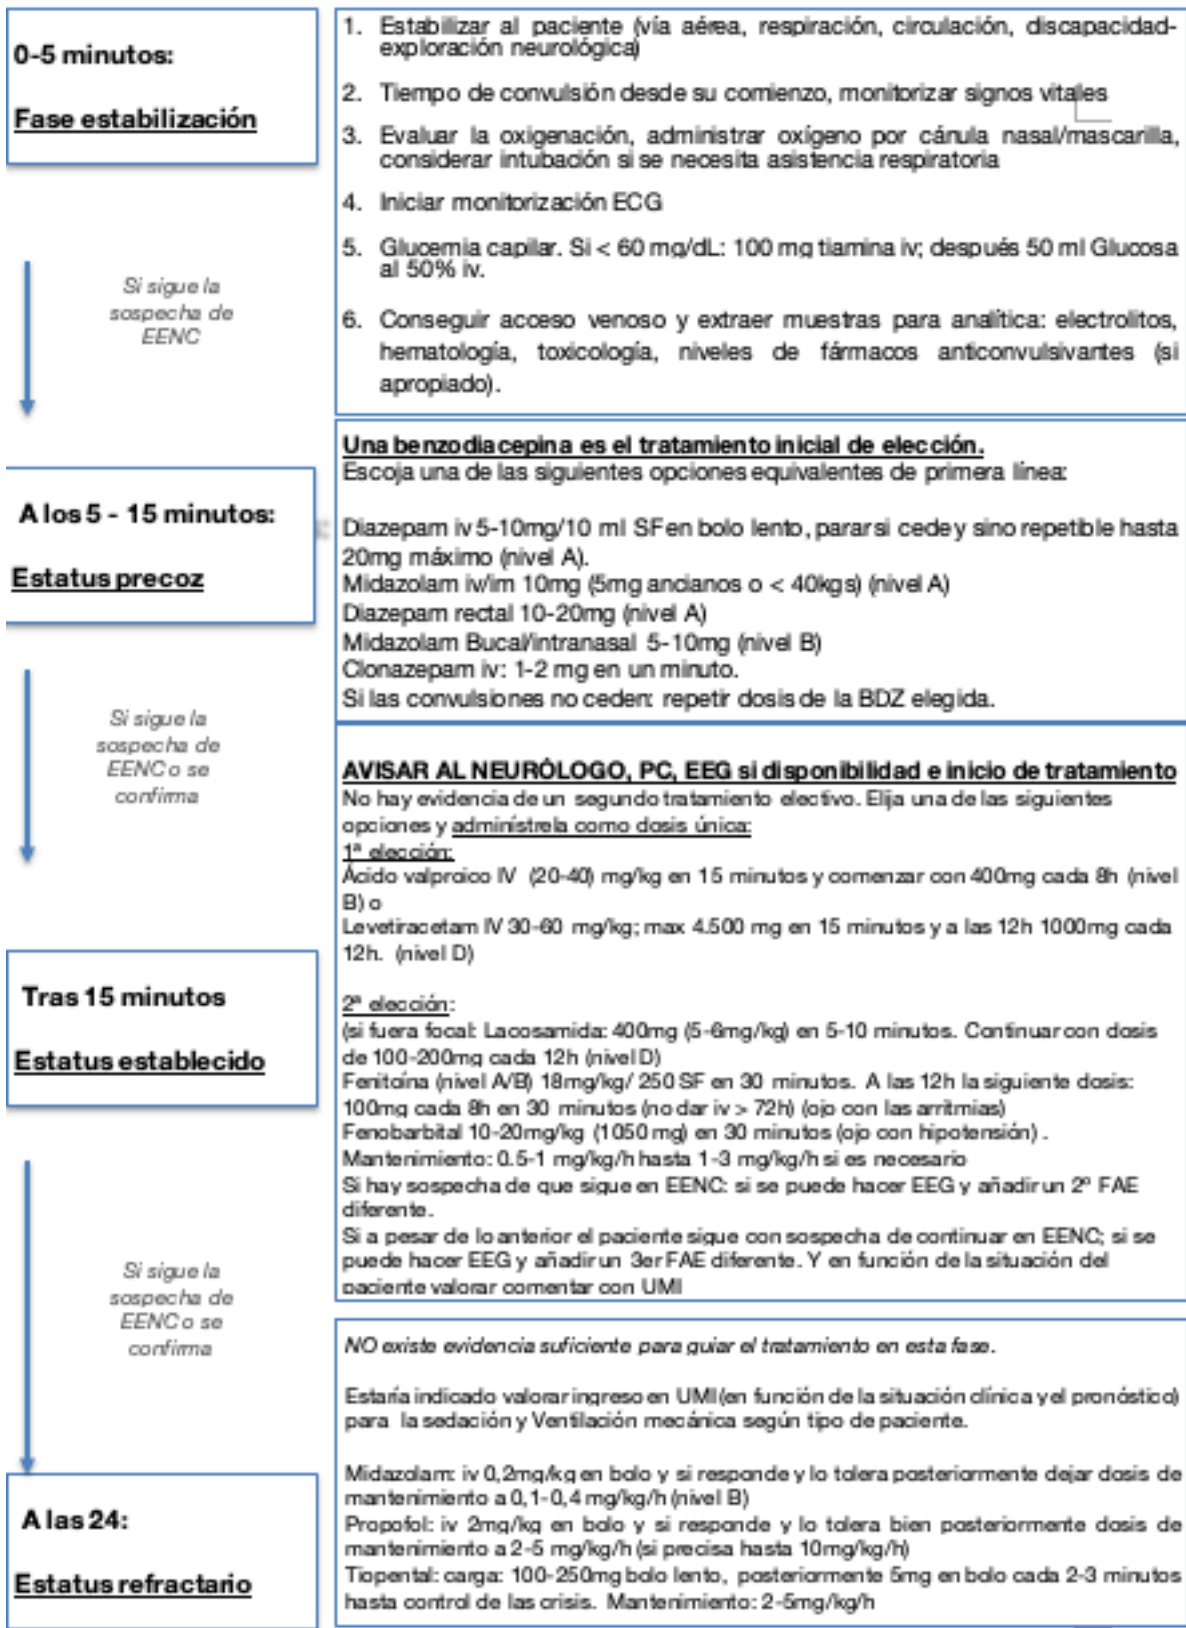 0-5 minutos:
Fase estabilización
1. Estabilizar al paciente (vía aérea, respiración, circulación, discapacidad-
exploración neurológica)
2. Tiempo de convulsión desde su comienzo, monitorizar signos vitales
3. Evaluar la oxigenación, administrar oxígeno por cánula nasal/mascarilla,
considerar intubación si se necesita asistencia respiratoria
4. Iniciar monitorización ECG
5. Glucemia capilar. Si < 60 mg/dL: 100 mg tiamina iv; después 50 ml Glucosa
al 50% iv.
6. Conseguir acceso venoso y extraer muestras para analítica: electrolitos,
hematología, toxicología, niveles de fármacos anticonvulsivantes (si
apropiado).
Si sigue la
sospecha de
EENC
A los 5 - 15 minutos:
Estatus precoz
Una benzodiacepina es el tratamiento inicial de elección.
Escoja una de las siguientes opciones equivalentes de primera línea:
Diazepam iv 5-10mg/10 ml SF en bolo lento, parar si cede y sino repetible hasta
20mg máximo (nivel A).
Midazolam iv/im 10mg (5mg ancianos o < 40kgs) (nivel A)
Diazepam rectal 10-20mg (nivel A)
Midazolam Bucal/intranasal 5-10mg (nivel B)
Clonazepam iv: 1-2 mg en un minuto.
Si las convulsiones no ceden: repetir dosis de la BDZ elegida.
Si sigue la
sospecha de
EENC o se
confirma
Tras 15 minutos
Estatus establecido
AVISAR AL NEURÓLOGO, PC, EEG si disponibilidad e inicio de tratamiento
No hay evidencia de un segundo tratamiento electivo. Elija una de las siguientes
opciones y adminístrela como dosis única:
1ª elección:
Ácido valproico IV (20-40) mg/kg en 15 minutos y comenzar con 400mg cada 8h (nivel
B) o
Levetiracetam IV 30-60 mg/kg; max 4.500 mg en 15 minutos y a las 12h 1000mg cada
12h. (nivel D)
2ª elección:
(si fuera focal: Lacosamida: 400mg (5-6mg/kg) en 5-10 minutos. Continuar con dosis
de 100-200mg cada 12h (nivel D)
Fenitoína (nivel A/B) 18mg/kg/ 250 SF en 30 minutos. A las 12h la siguiente dosis:
100mg cada 8h en 30 minutos (no dar iv > 72h) (ojo con las arritmias)
Fenobarbital 10-20mg/kg (1050 mg) en 30 minutos (ojo con hipotensión) .
Mantenimiento: 0.5-1 mg/kg/h hasta 1-3 mg/kg/h si es necesario
Si hay sospecha de que sigue en EENC: si se puede hacer EEG y añadir un 2º FAE
diferente.
Si a pesar de lo anterior el paciente sigue con sospecha de continuar en EENC; si se
puede hacer EEG y añadir un 3er FAE diferente. Y en función de la situación del
paciente valorar comentar con UMI
Si sigue la
sospecha de
EENC o se
confirma
A las 24:
Estatus refractario
NO existe evidencia suficiente para guiar el tratamiento en esta fase.
Estaría indicado valorar ingreso en UMI (en función de la situación clínica y el pronóstico)
para la sedación y Ventilación mecánica según tipo de paciente.
Midazolam: iv 0,2mg/kg en bolo y si responde y lo tolera posteriormente dejar dosis de
mantenimiento a 0,1-0,4 mg/kg/h (nivel B)
Propofol: iv 2mg/kg en bolo y si responde y lo tolera bien posteriormente dosis de
mantenimiento a 2-5 mg/kg/h (si precisa hasta 10mg/kg/h)
Tiopental: carga: 100-250mg bolo lento, posteriormente 5mg en bolo cada 2-3 minutos
hasta control de las crisis. Mantenimiento: 2-5mg/kg/h